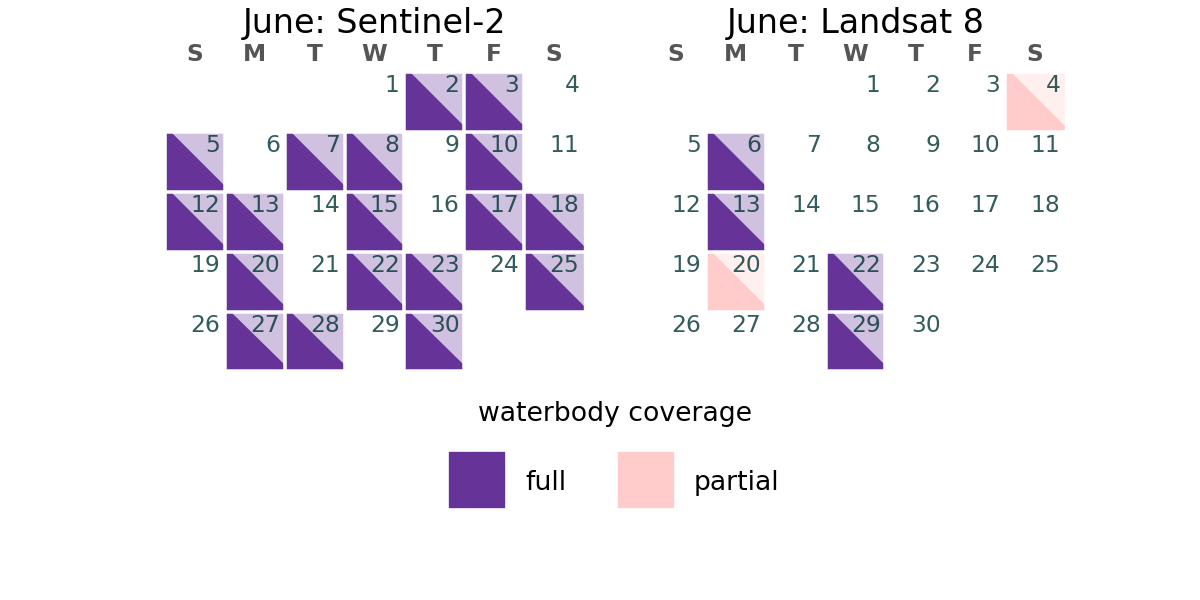 June: Sentinel-2
S M T W T F S
1 2 3 4
5 6 7 8 9 10 11
12 13 14 15 16 17 18
19 20 21 22 23 24 25
26 27 28 29 30
June: Landsat 8
S M T W T F S
1 2 3 4
5 6 7 8 9 10 11
12 13 14 15 16 17 18
19 20 21 22 23 24 25
26 27 28 29 30
waterbody coverage
full partial